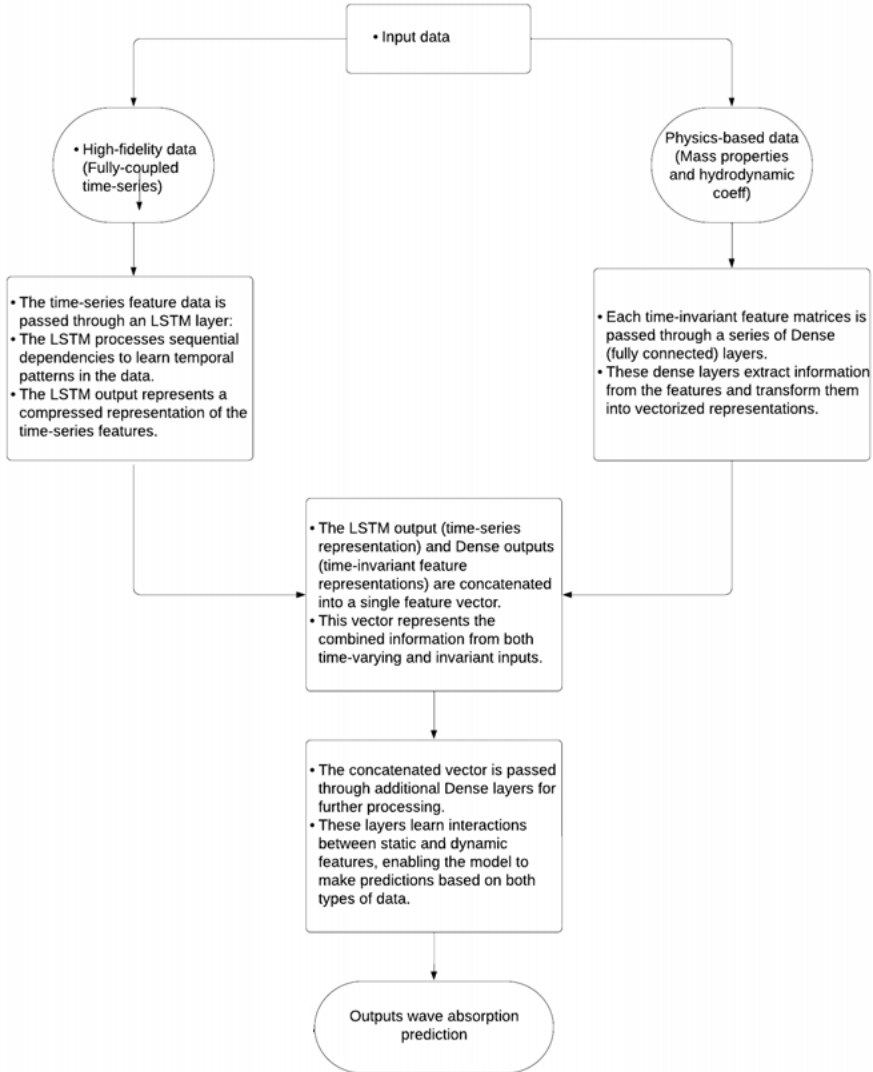 • Input data
• High-fidelity data
(Fully-coupled
time-series)
Physics-based data
(Mass properties
and hydrodynamic
coeff)
• The time-series feature data is
passed through an LSTM layer:
• The LSTM processes sequential
dependencies to learn temporal
patterns in the data.
• The LSTM output represents a
compressed representation of the
time-series features.
• Each time-invariant feature matrices is
passed through a series of Dense
(fully connected) layers.
• These dense layers extract information
from the features and transform them
into vectorized representations.
• The LSTM output (time-series
representation) and Dense outputs
(time-invariant feature
representations) are concatenated
into a single feature vector.
• This vector represents the
combined information from both
time-varying and invariant inputs.
• The concatenated vector is passed
through additional Dense layers for
further processing.
• These layers learn interactions
between static and dynamic
features, enabling the model to
make predictions based on both
types of data.
Outputs wave absorption
prediction